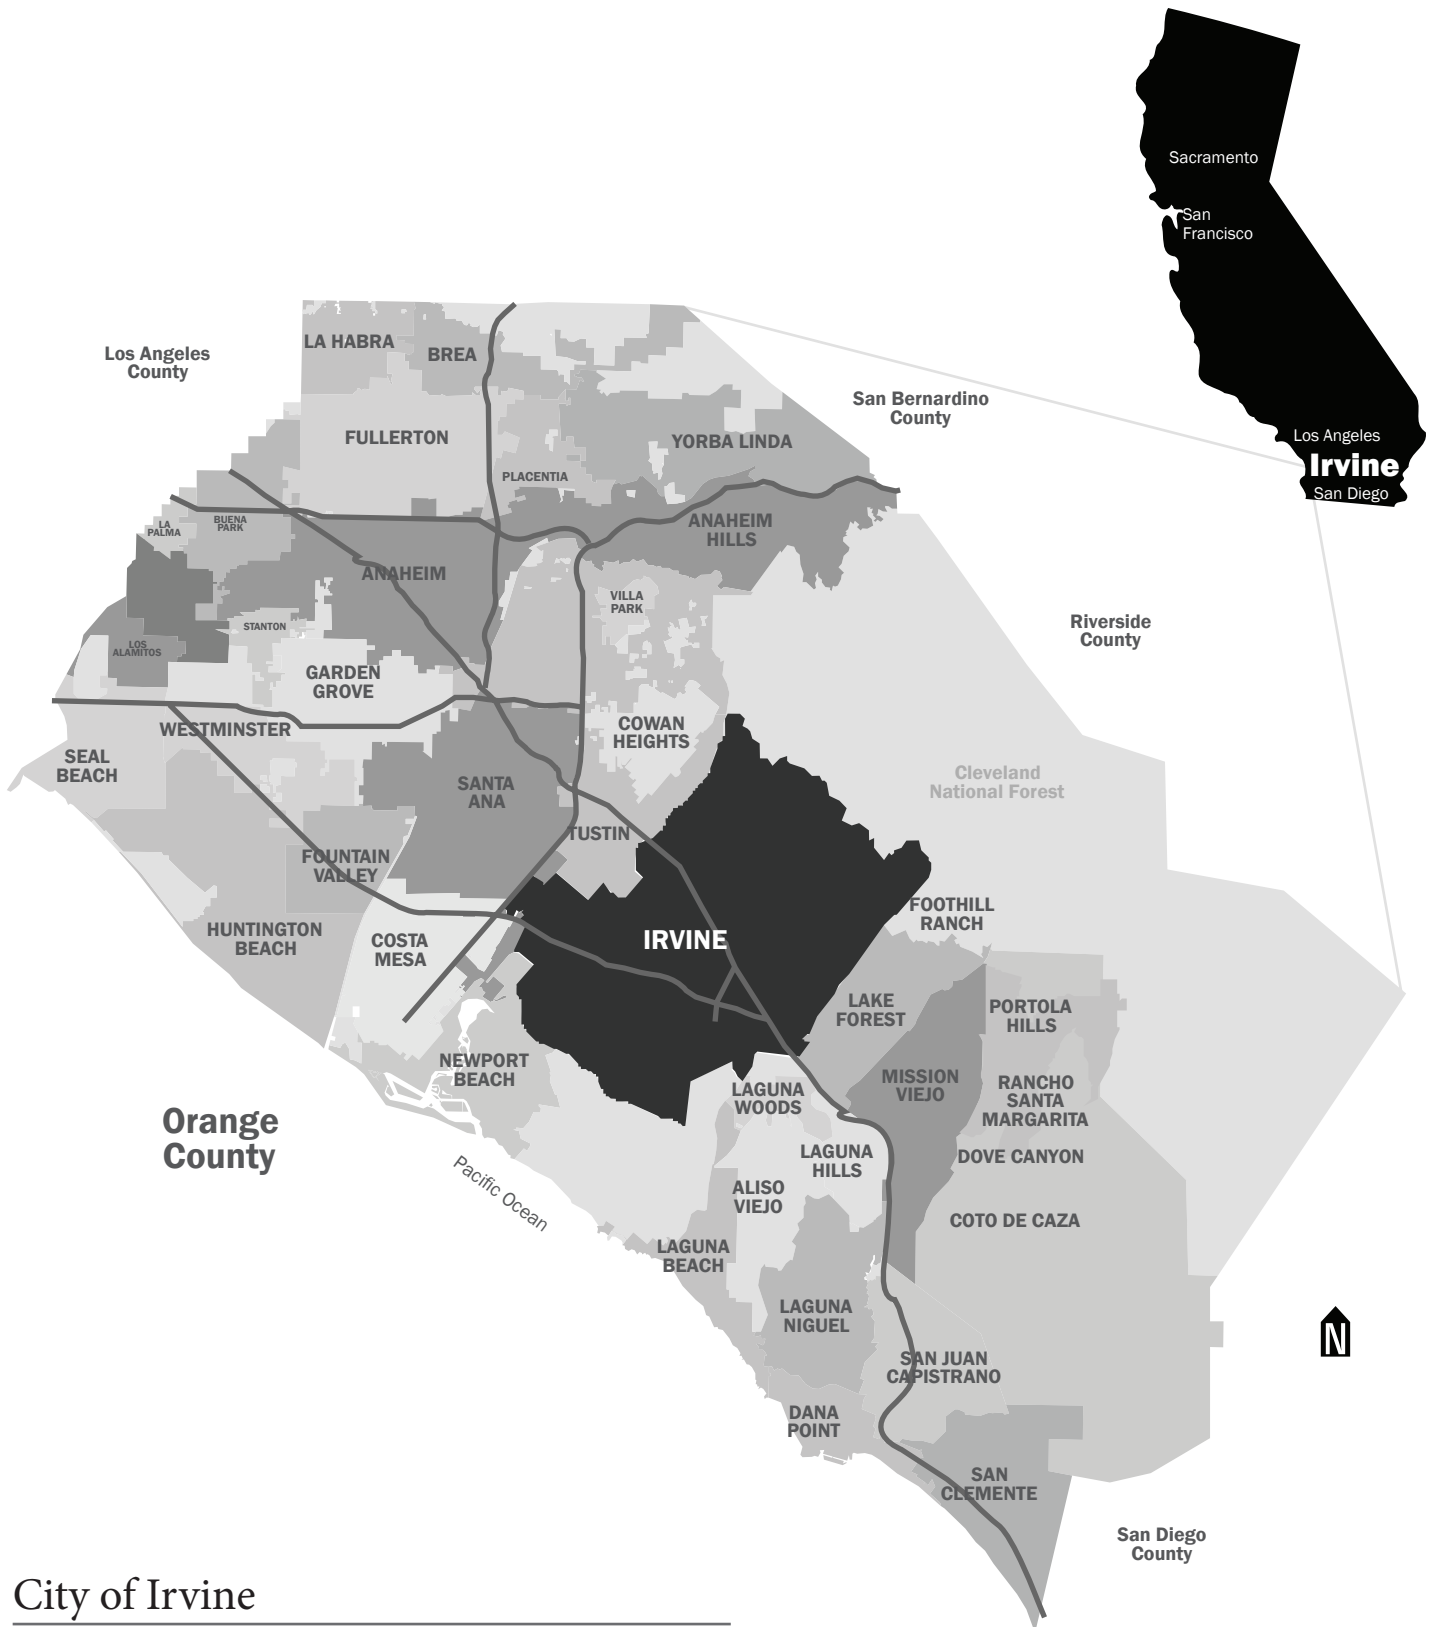 Sacramento
San
Francisco
Los Angeles
Irvine
San Diego
Los Angeles
County
LA HABRA
BREA
San Bernardino
County
FULLERTON
YORBA LINDA
PLACENTIA
LA
PALMA
BUENA
PARK
ANAHEIM
HILLS
ANAHEIM
VILLA
PARK
STANTON
Riverside
County
LOS
ALAMITOS
GARDEN
GROVE
WESTMINSTER
COWAN
HEIGHTS
SEAL
BEACH
SANTA
ANA
Cleveland
National Forest
TUSTIN
FOUNTAIN
VALLEY
FOOTHILL
RANCH
HUNTINGTON
BEACH
COSTA
MESA
IRVINE
LAKE
FOREST
PORTOLA
HILLS
NEWPORT
BEACH
LAGUNA
WOODS
MISSION
VIEJO
RANCHO
SANTA
MARGARITA
Orange
County
Pacific Ocean
LAGUNA
HILLS
DOVE CANYON
ALISO
VIEJO
COTO DE CAZA
LAGUNA
BEACH
LAGUNA
NIGUEL
N
SAN JUAN
CAPISTRANO
DANA
POINT
SAN
CLEMENTE
San Diego
County
City of Irvine